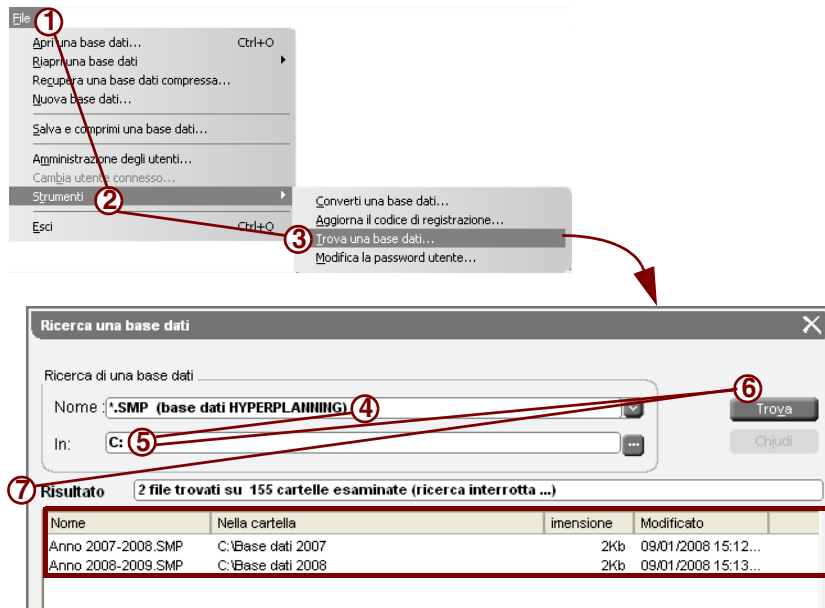 File ①
Apri una base dati... Ctrl+O
Riapri una base dati
Recupera una base dati compressa...
Nuova base dati...
Salva e comprimi una base dati...
Amministrazione degli utenti...
Cambia utente connesso...
Strumenti ②
Esci Ctrl+Q
Converti una base dati...
Aggiorna il codice di registrazione...
③ Trova una base dati...
Modifica la password utente...
Ricerca una base dati
Ricerca di una base dati
Nome : *.SMP (base dati HYPERPLANNING) ④
⑥
Trova
In: C: ⑤
Chiudi
⑦
Risultato 2 file trovati su 155 cartelle esaminate (ricerca interrotta ...)
Nome Nella cartella imensione Modificato
Anno 2007-2008.SMP C:\Base dati 2007 2Kb 09/01/2008 15:12...
Anno 2008-2009.SMP C:\Base dati 2008 2Kb 09/01/2008 15:13...